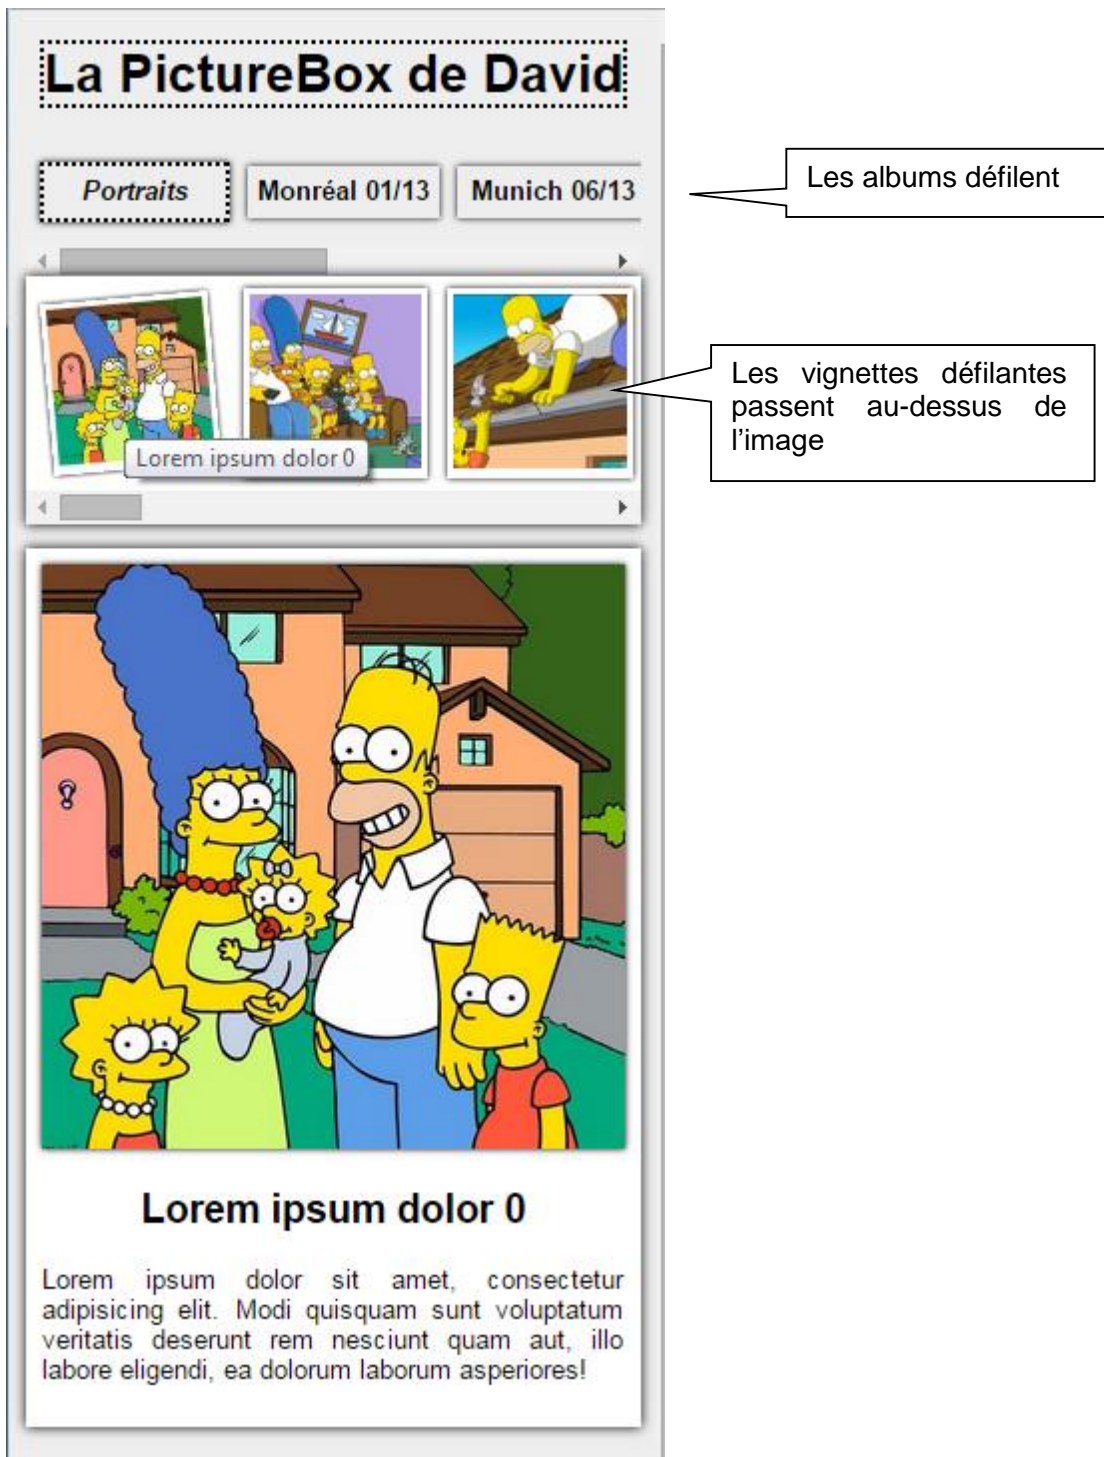 La PictureBox de David
Portraits
Monréal 01/13
Munich 06/13
Les albums défilent
Les vignettes défilantes
passent au-dessus de
l'image
Lorem ipsum dolor 0
Lorem ipsum dolor 0
Lorem ipsum dolor sit amet, consectetur
adipisicing elit. Modi quisquam sunt voluptatum
veritatis deserunt rem nesciunt quam aut, illo
labore eligendi, ea dolorum laborum asperiores!